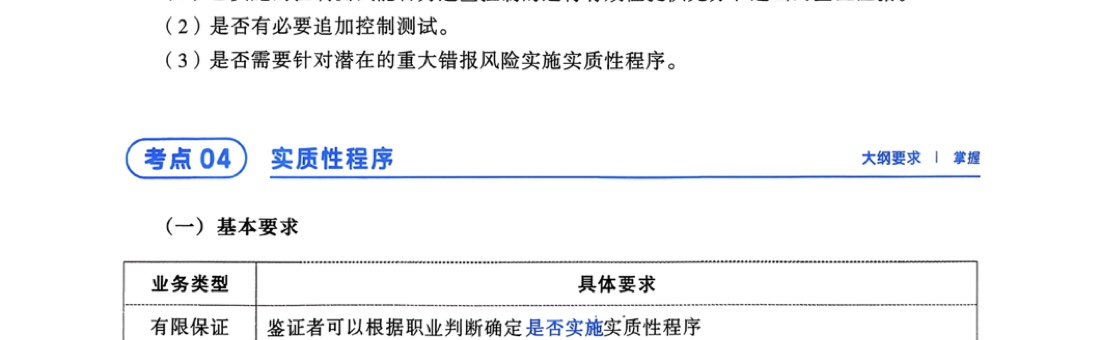 (2) 是否有必要追加控制测试。
(3) 是否需要针对潜在的重大错报风险实施实质性程序。
考点 04 实质性程序 大纲要求 | 掌握
(一) 基本要求
业务类型 具体要求
有限保证 鉴证者可以根据职业判断确定是否实施实质性程序